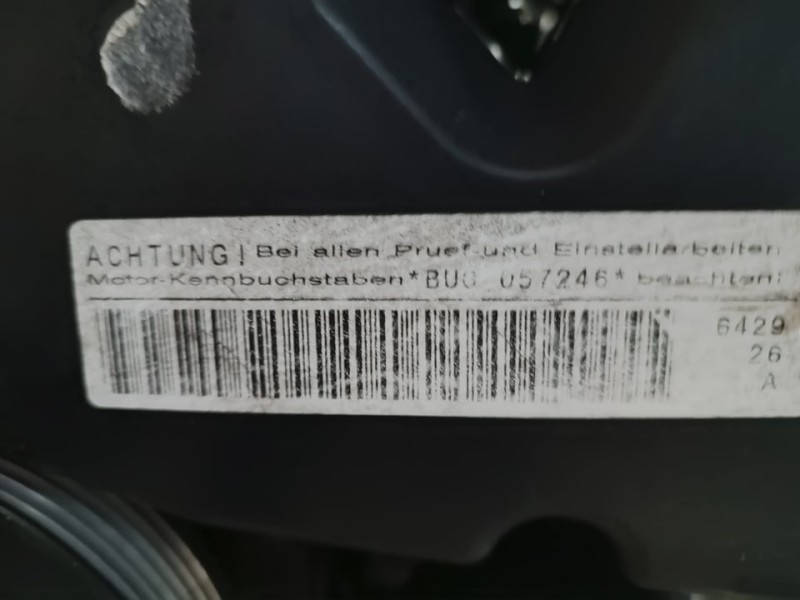 ACHTUNG! Bei allen Pruef-und Einstellarbeiten
Motor-Kennbuchstaben *BUG 057246* beachten!
6429
26
A